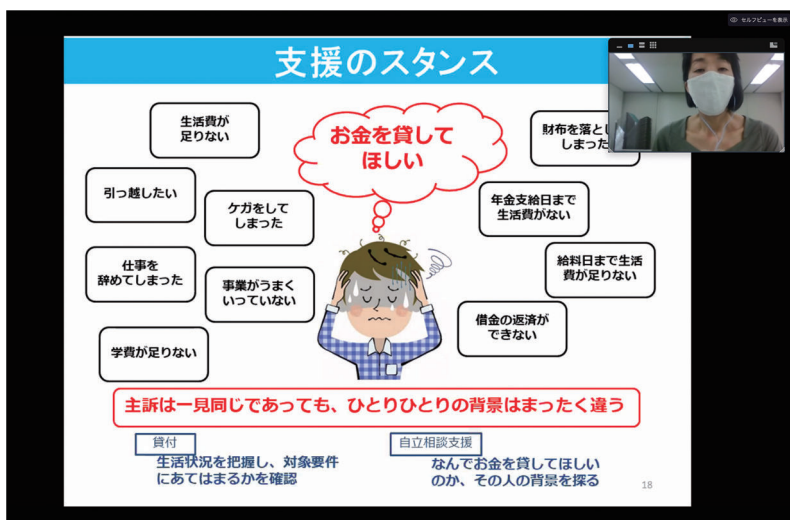 セルフビューを表示
支援のスタンス
生活費が
足りない
お金を貸して
ほしい
財布を落と
しまった
引っ越したい
ケガをして
しまった
年金支給日まで
生活費がない
仕事を
辞めてしまった
事業がうまく
いっていない
給料日まで生活
費が足りない
学費が足りない
借金の返済が
できない
主訴は一見同じであっても、ひとりひとりの背景はまったく違う
貸付
生活状況を把握し、対象要件
にあてはまるかを確認
自立相談支援
なんでお金を貸してほしい
のか、その人の背景を探る
18